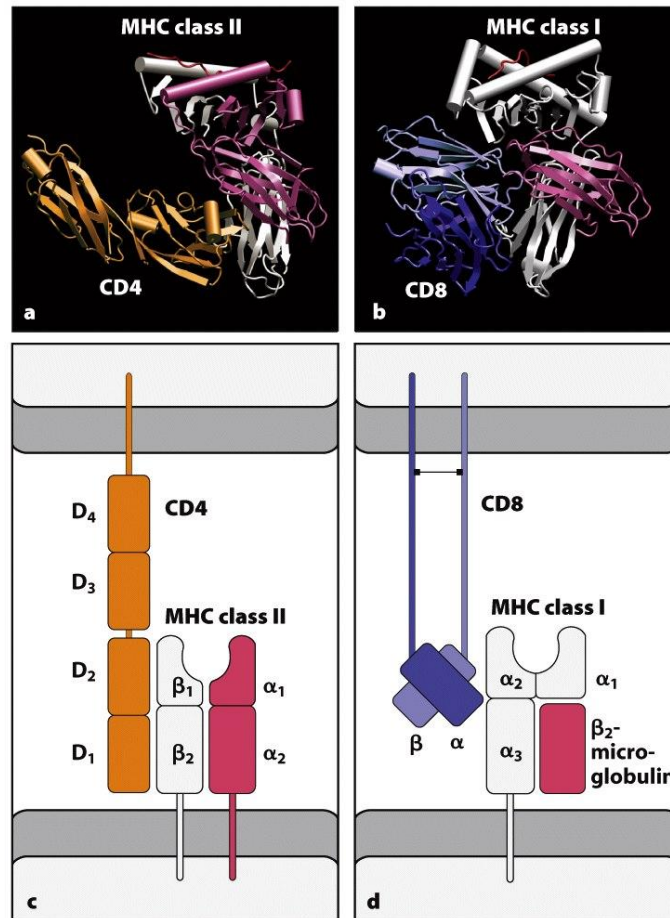 MHC class II
CD4
a
MHC class I
CD8
b
D₄
CD4
D₃
MHC class II
D₂
β₁
α₁
D₁
β₂
α₂
c
CD8
MHC class I
α₂
α₁
β
α
α₃
β₂-
micro-
globulin
d